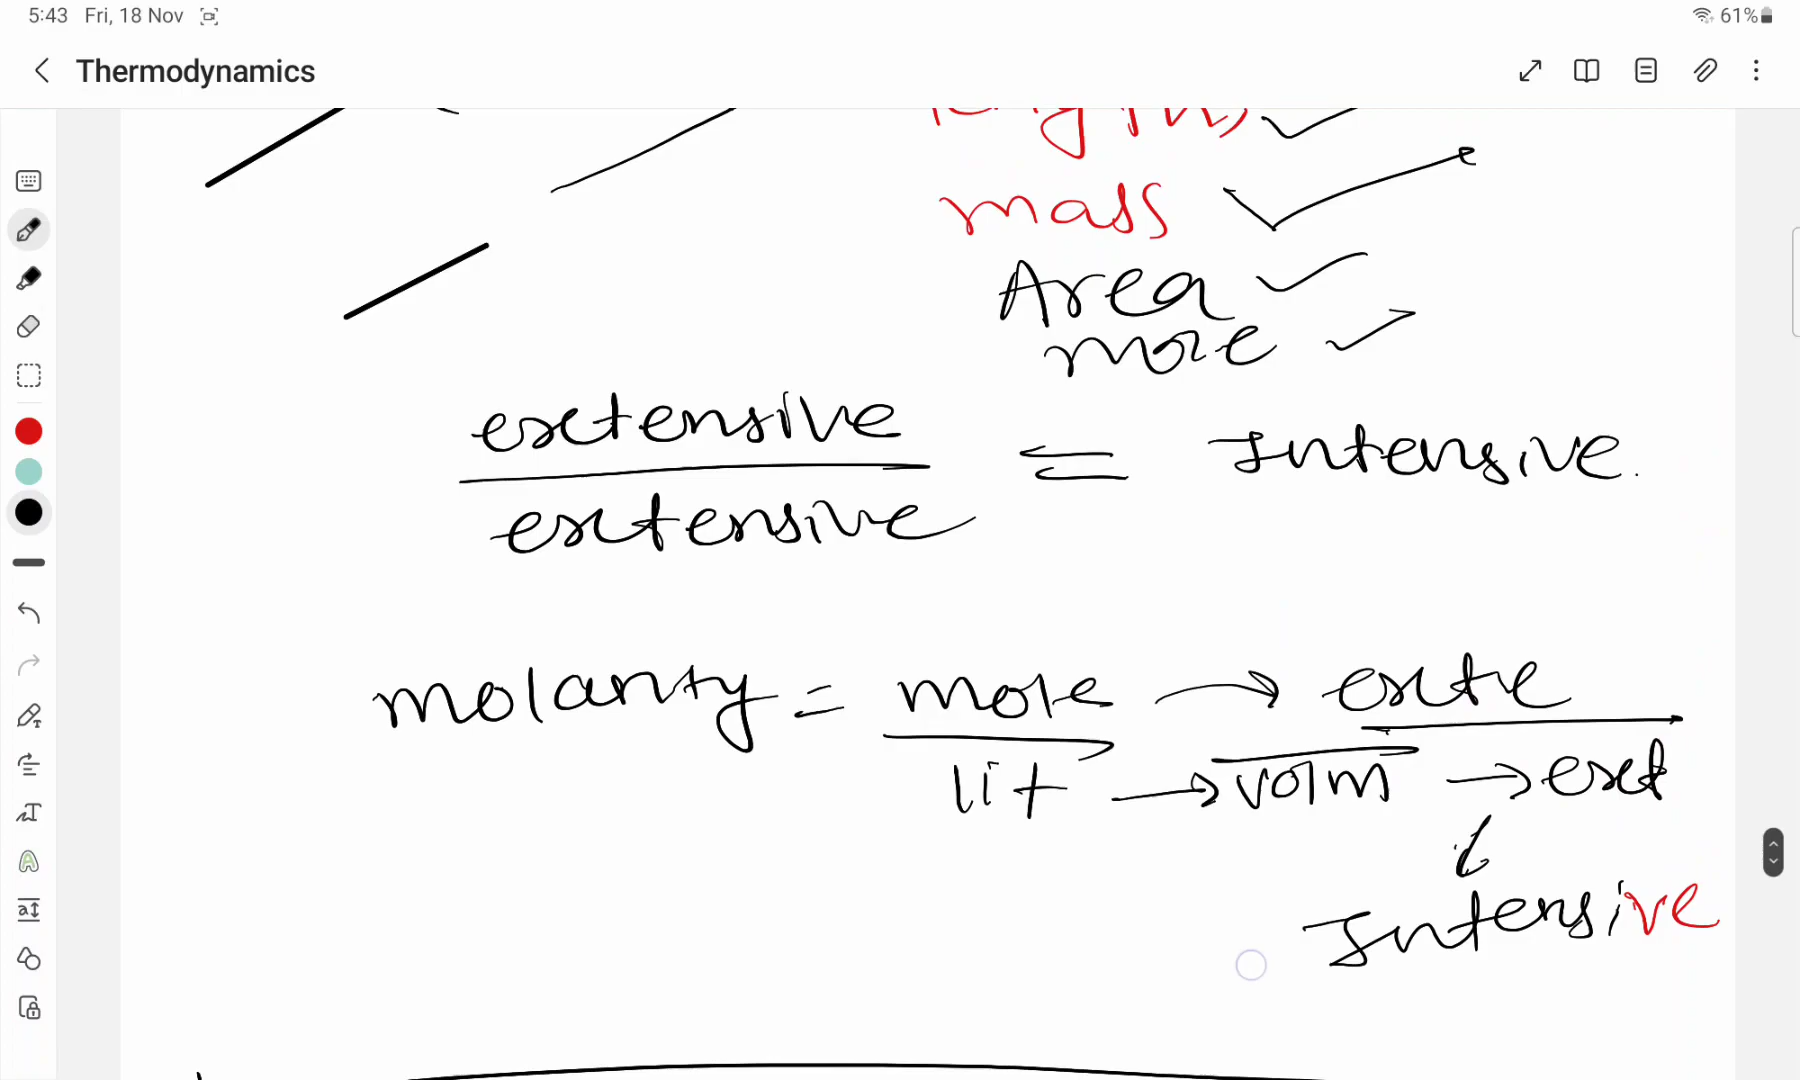 5:43 Fri, 18 Nov 61%
Thermodynamics
mass
Area
more
extensive = Intensive.
extensive
molarity = mole → exte
lit → volm → ext
Intensive